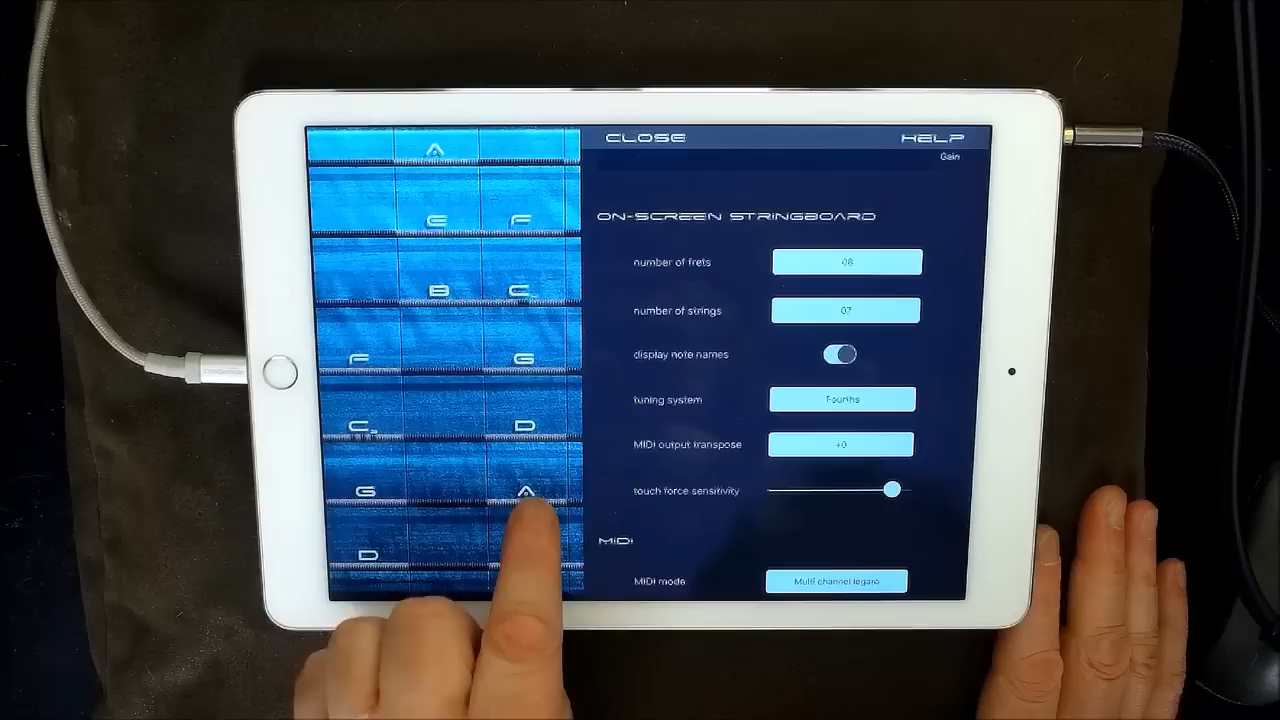 CLOSE HELP
Gain
A
ON-SCREEN STRINGBOARD
E F
number of frets 08
B C
number of strings 07
display note names
F G
tuning system Fourths
C D
MIDI output transpose +0
G A
touch force sensitivity
MIDI
D
MIDI mode Multi channel legato